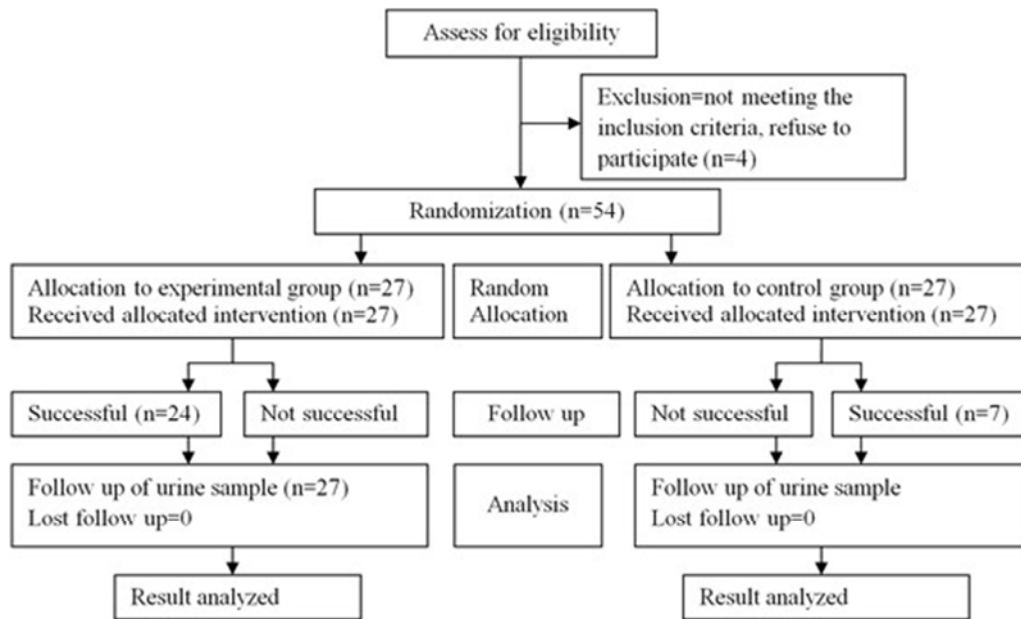 Assess for eligibility
Exclusion=not meeting the
inclusion criteria, refuse to
participate (n=4)
Randomization (n=54)
Allocation to experimental group (n=27)
Received allocated intervention (n=27)
Random
Allocation
Allocation to control group (n=27)
Received allocated intervention (n=27)
Successful (n=24)
Not successful
Follow up
Not successful
Successful (n=7)
Follow up of urine sample (n=27)
Lost follow up=0
Analysis
Follow up of urine sample
Lost follow up=0
Result analyzed
Result analyzed